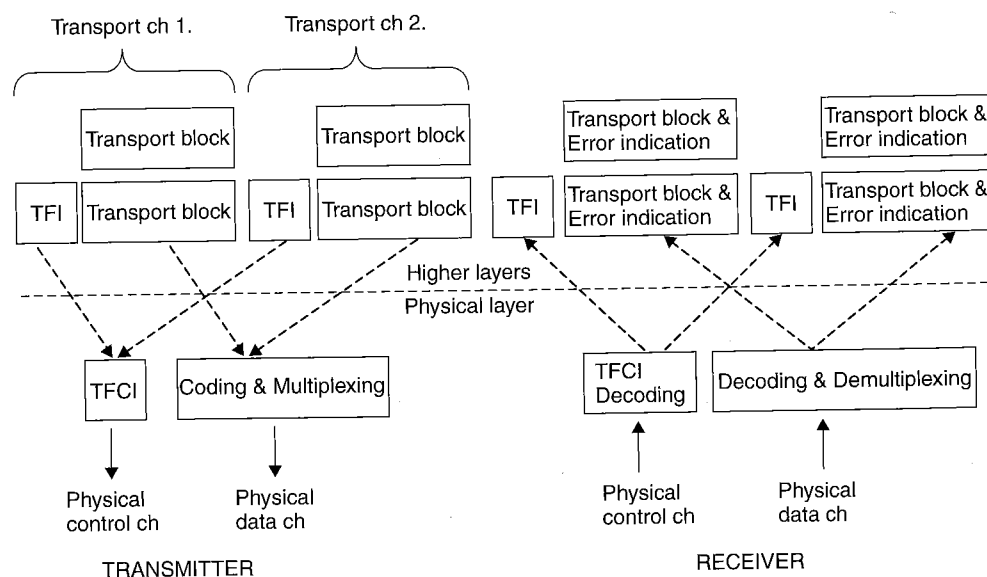 Transport ch 1.
Transport ch 2.
Transport block
Transport block
Transport block &
Error indication
Transport block &
Error indication
TFI
Transport block
TFI
Transport block
TFI
Transport block &
Error indication
TFI
Transport block &
Error indication
Higher layers
Physical layer
TFCI
Coding & Multiplexing
TFCI
Decoding
Decoding & Demultiplexing
Physical
control ch
Physical
data ch
Physical
control ch
Physical
data ch
TRANSMITTER
RECEIVER